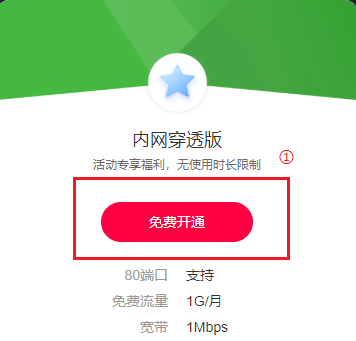 内网穿透版
活动专享福利，无使用时长限制
①
免费开通
80端口 支持
免费流量 1G/月
宽带 1Mbps